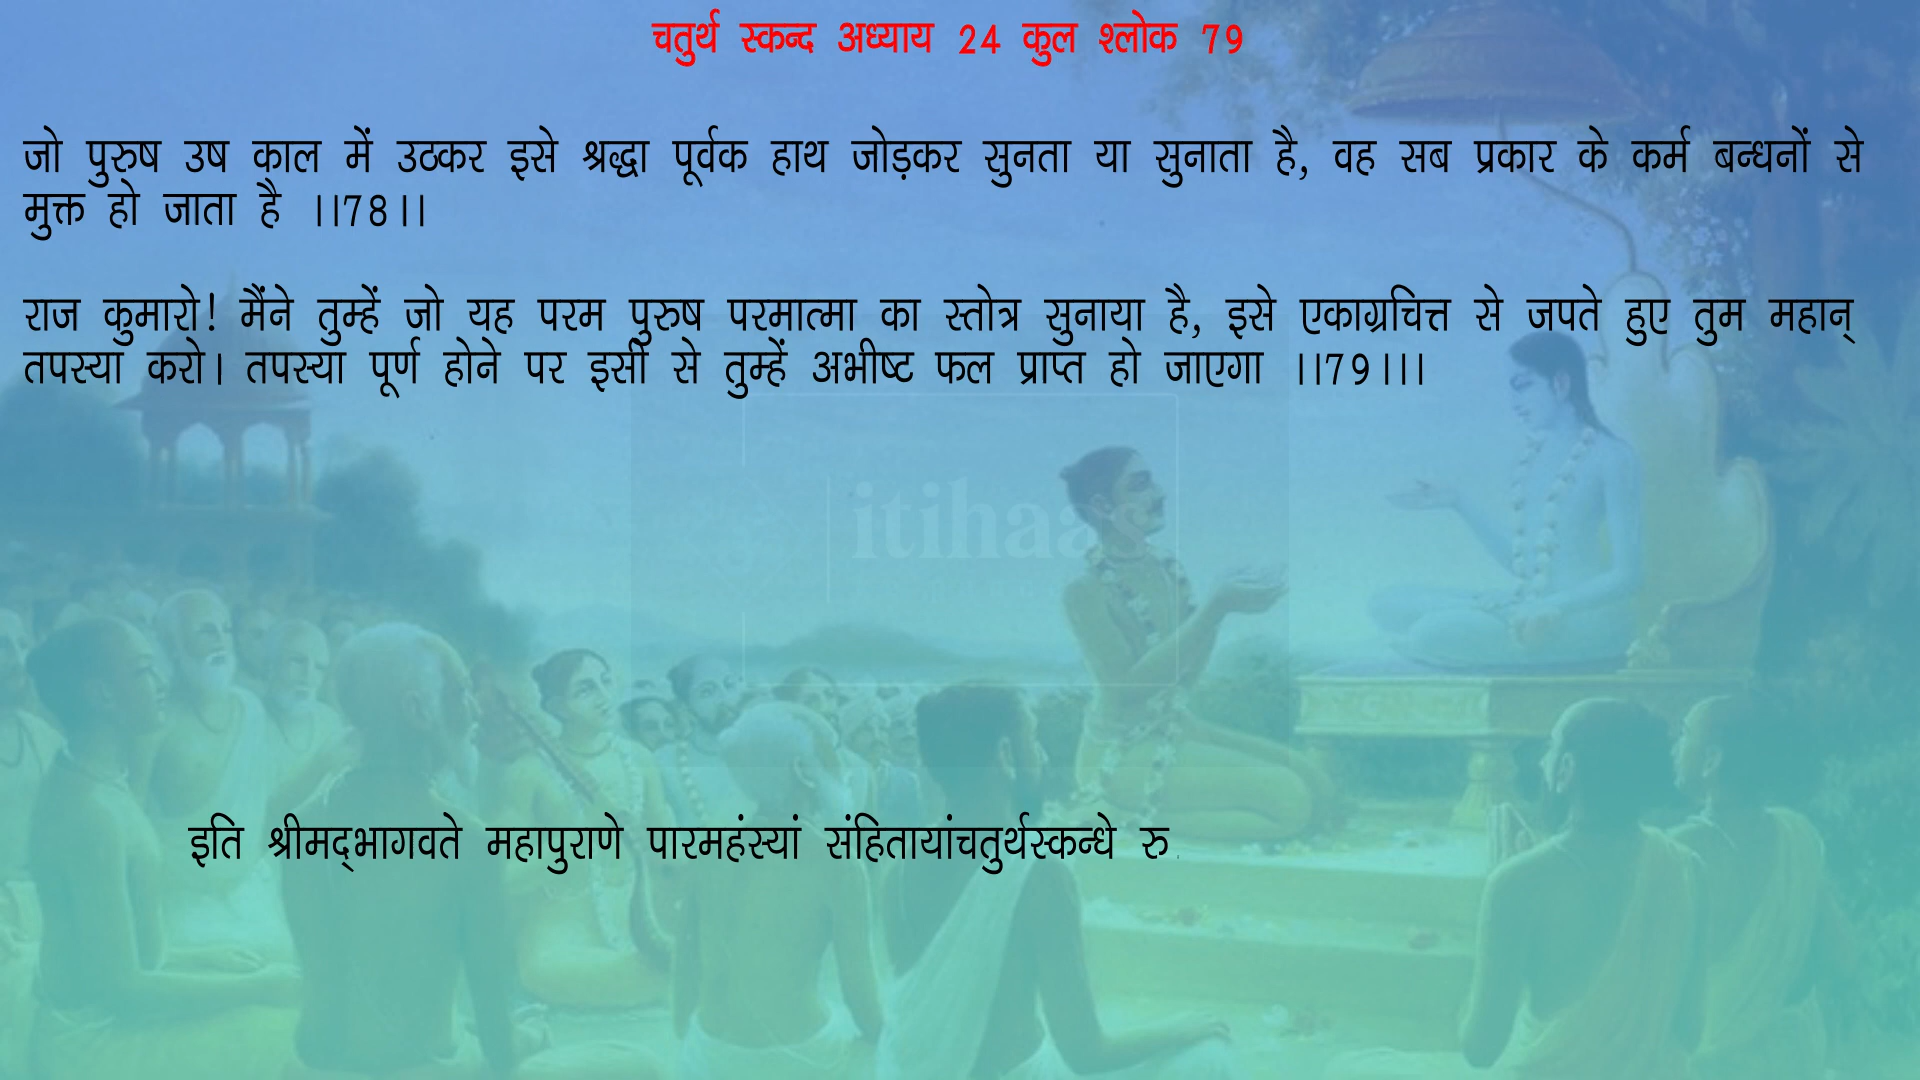 चतुर्थ स्कन्द अध्याय 24 कुल श्लोक 79
जो पुरुष उष काल में उठकर इसे श्रद्धा पूर्वक हाथ जोड़कर सुनता या सुनाता है, वह सब प्रकार के कर्म बन्धनों से
मुक्त हो जाता है ।।78।।
राज कुमारो! मैंने तुम्हें जो यह परम पुरुष परमात्मा का स्तोत्र सुनाया है, इसे एकाग्रचित्त से जपते हुए तुम महान्
तपस्या करो। तपस्या पूर्ण होने पर इसी से तुम्हें अभीष्ट फल प्राप्त हो जाएगा ।।79।।।
itihaas
इति श्रीमद्भागवते महापुराणे पारमहंस्यां संहितायांचतुर्थस्कन्धे रु